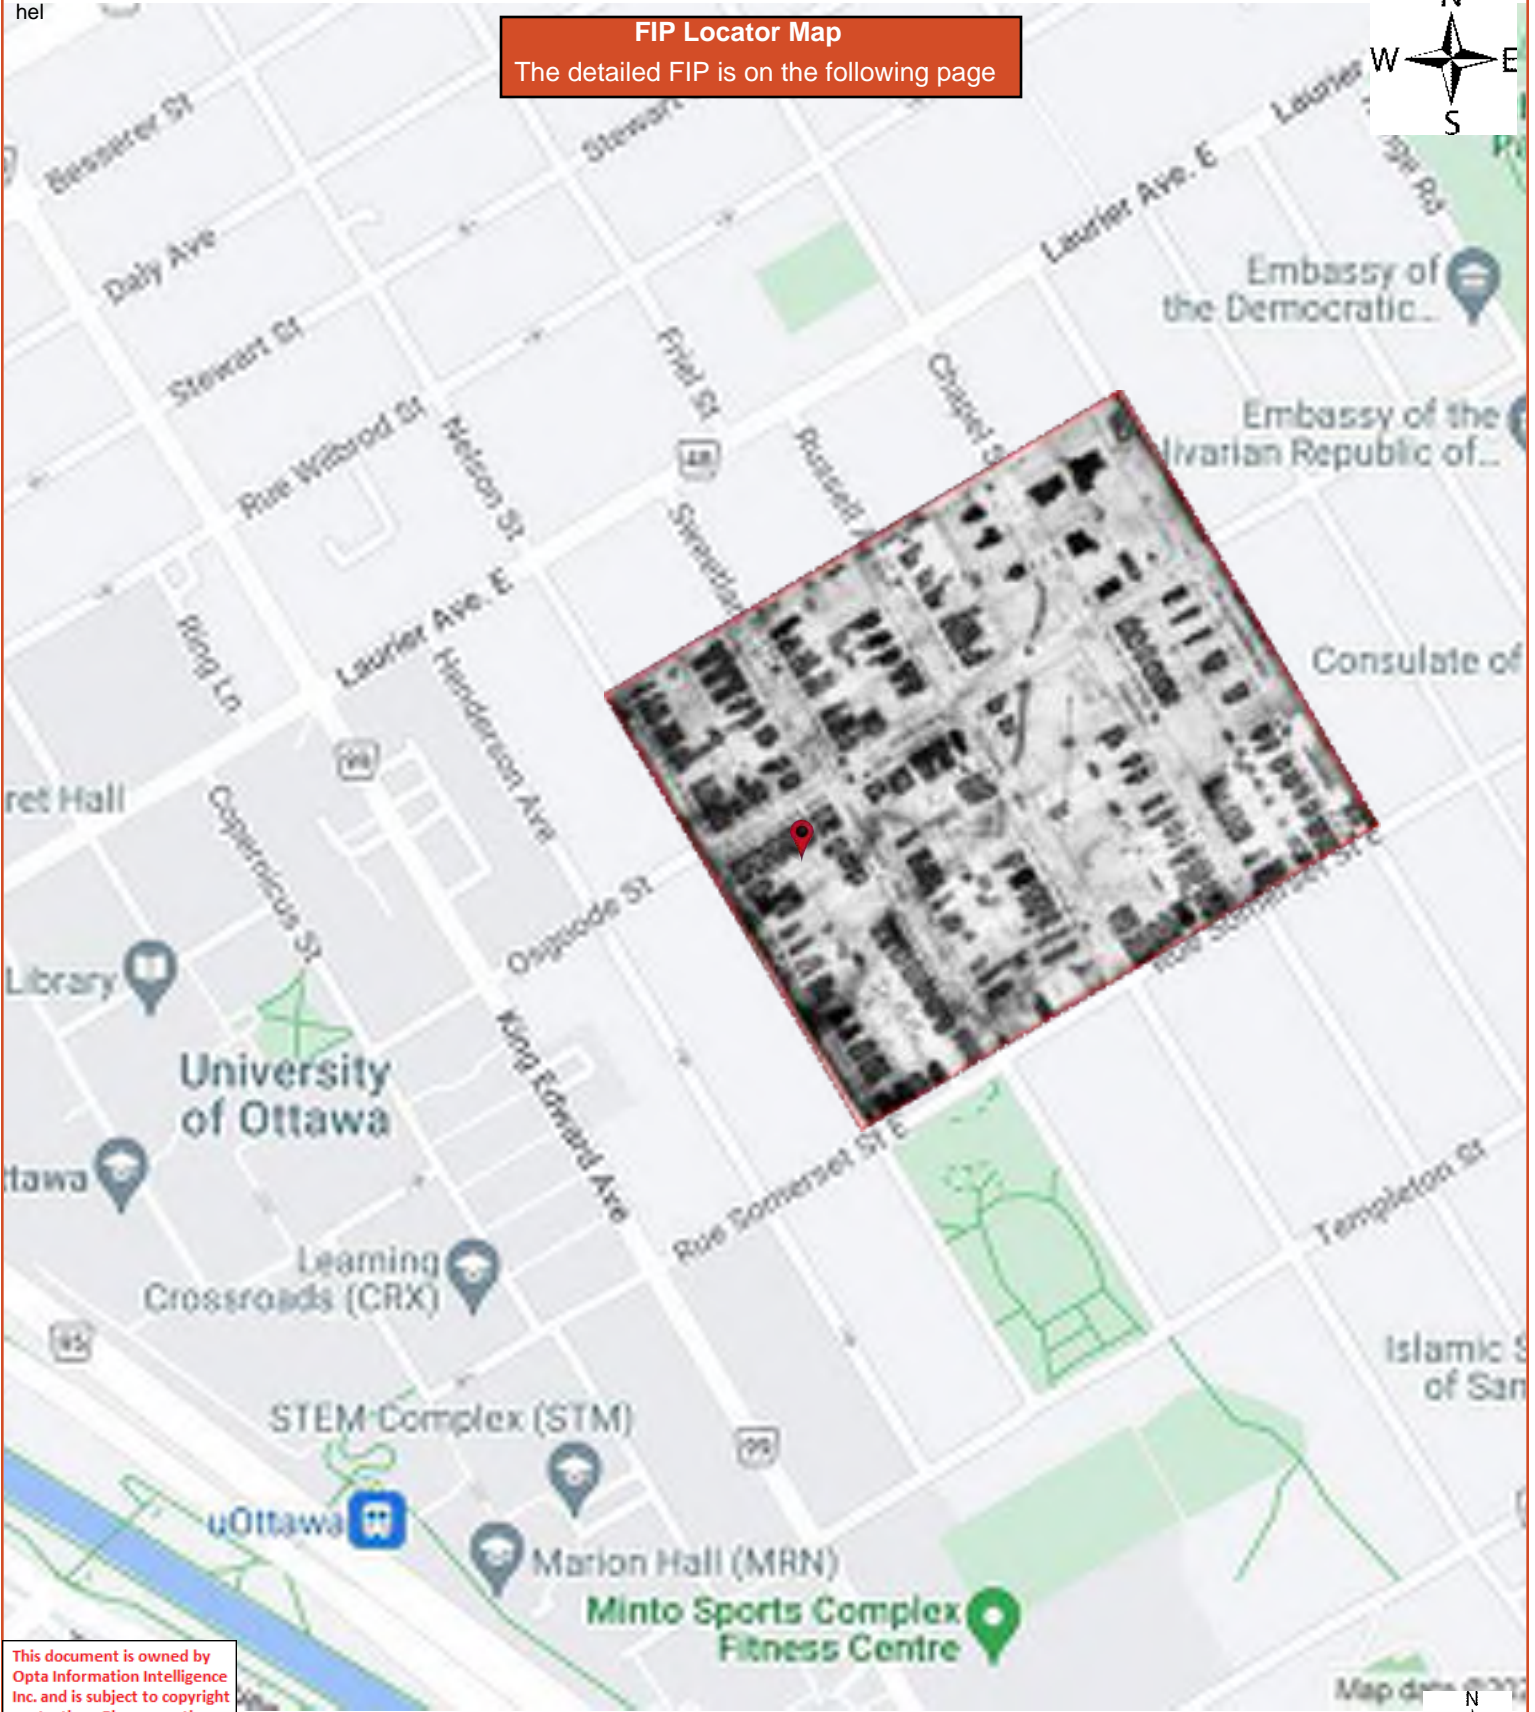 hel
FIP Locator Map
The detailed FIP is on the following page
N
W
E
S
Laurier
Besserer St
Stewart
Laurier Ave. E
Daly Ave
Embassy of
the Democratic...
Stewart St
Friel St
Chapel S
Embassy of the
livarian Republic of...
Rue Wilbrod St
Nelson St
48
Russell A
Laurier Ave. E
Ring Ln
Henderson Ave
Consulate of
99
ret Hall
Copernicus St
Osgoode St
Library
King Edward Ave
University
of Ottawa
ttawa
Rue Somerset St E
Templeton St
Learning
Crossroads (CRX)
95
Islamic S
of San
STEM Complex (STM)
99
uOttawa
Marion Hall (MRN)
Minto Sports Complex
Fitness Centre
This document is owned by
Opta Information Intelligence
Inc. and is subject to copyright
N